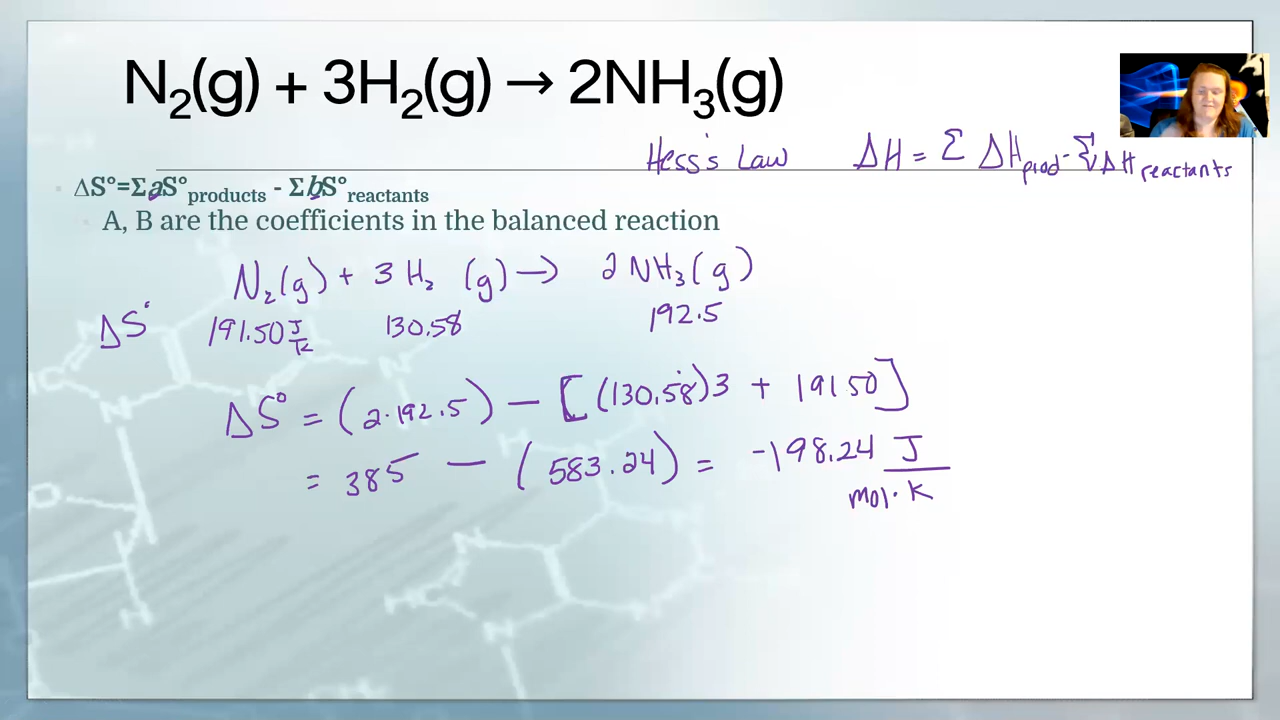 N₂(g) + 3H₂(g) → 2NH₃(g)
Hess's Law ΔH = Σ ΔHprod - Σ ΔHreactants
ΔS°=ΣaS°products - ΣbS°reactants
A, B are the coefficients in the balanced reaction
N₂(g) + 3 H₂ (g) → 2 NH₃(g)
ΔS° 191.50 J/K 130.58 192.5
ΔS° = (2·192.5) – [(130.58)3 + 191.50]
= 385 – (583.24) = -198.24 J/mol·K